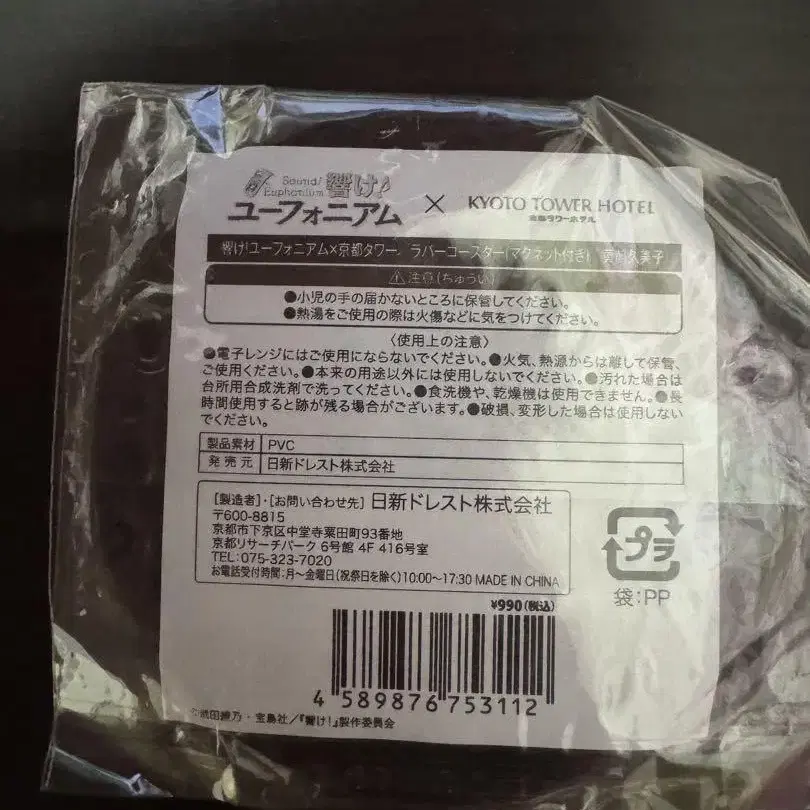 Sound! Euphonium 響け♪
ユーフォニアム × KYOTO TOWER HOTEL
京都タワーホテル
響け!ユーフォニアム×京都タワー ラバーコースター(マグネット付き) 黄前久美子
⚠注意(ちゅうい)
●小児の手の届かないところに保管してください。
●熱湯をご使用の際は火傷などに気をつけてください。
〈使用上の注意〉
●電子レンジにはご使用にならないでください。●火気、熱源からは離して保管、
ご使用ください。●本来の用途以外には使用しないでください。●汚れた場合は
台所用合成洗剤で洗ってください。●食洗機や、乾燥機は使用できません。●長
時間使用すると跡が残る場合がございます。●破損、変形した場合は使用しない
でください。
製品素材 PVC
発売元 日新ドレスト株式会社
[製造者]・[お問い合わせ先] 日新ドレスト株式会社
〒600-8815
京都市下京区中堂寺粟田町93番地
京都リサーチパーク 6号館 4F 416号室
TEL:075-323-7020
お電話受付時間:月〜金曜日(祝祭日を除く)10:00〜17:30 MADE IN CHINA
プラ
袋:PP
¥990(税込)
4 589876 753112
©武田綾乃・宝島社/『響け!』製作委員会